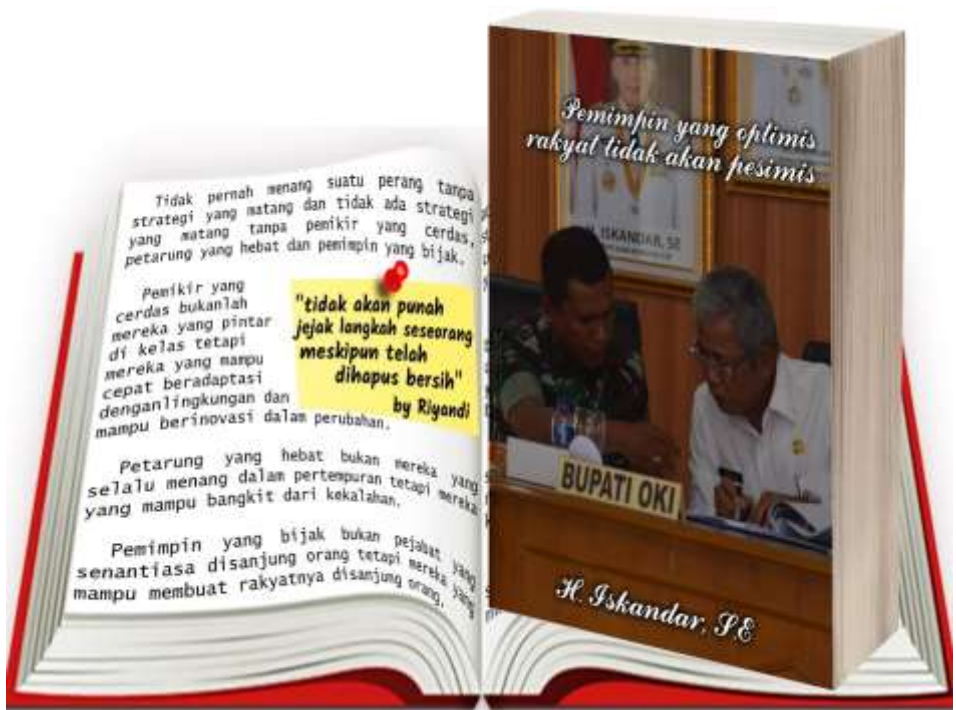 Tidak pernah menang suatu perang tanpa
strategi yang matang dan tidak ada strategi
yang matang tanpa pemikir yang cerdas,
petarung yang hebat dan pemimpin yang bijak.
Pemikir yang
cerdas bukanlah
mereka yang pintar
di kelas tetapi
mereka yang mampu
cepat beradaptasi
denganlingkungan dan
mampu berinovasi dalam perubahan.
"tidak akan punah
jejak langkah seseorang
meskipun telah
dihapus bersih"
by Riyandi
Petarung yang hebat bukan mereka yang
selalu menang dalam pertempuran tetapi mereka
yang mampu bangkit dari kekalahan.
Pemimpin yang bijak bukan pejabat yang
senantiasa disanjung orang tetapi mereka yang
mampu membuat rakyatnya disanjung orang.
Pemimpin yang optimis
rakyat tidak akan pesimis
H. ISKANDAR, SE
BUPATI OKI
H. Iskandar, S.E